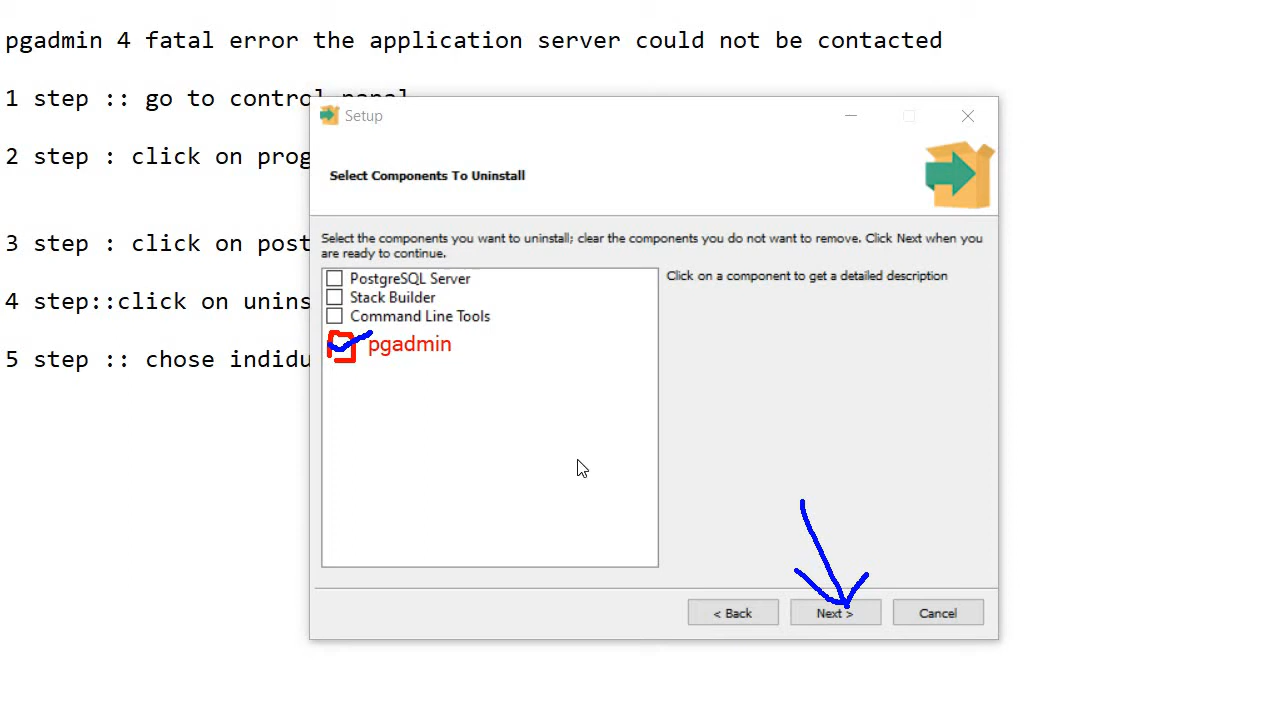 pgadmin 4 fatal error the application server could not be contacted
1 step :: go to control panal
2 step : click on prog
3 step : click on post
4 step::click on unins
5 step :: chose indidu
Setup
Select Components To Uninstall
Select the components you want to uninstall; clear the components you do not want to remove. Click Next when you
are ready to continue.
PostgreSQL Server
Stack Builder
Command Line Tools
pgadmin
Click on a component to get a detailed description
< Back
Next >
Cancel